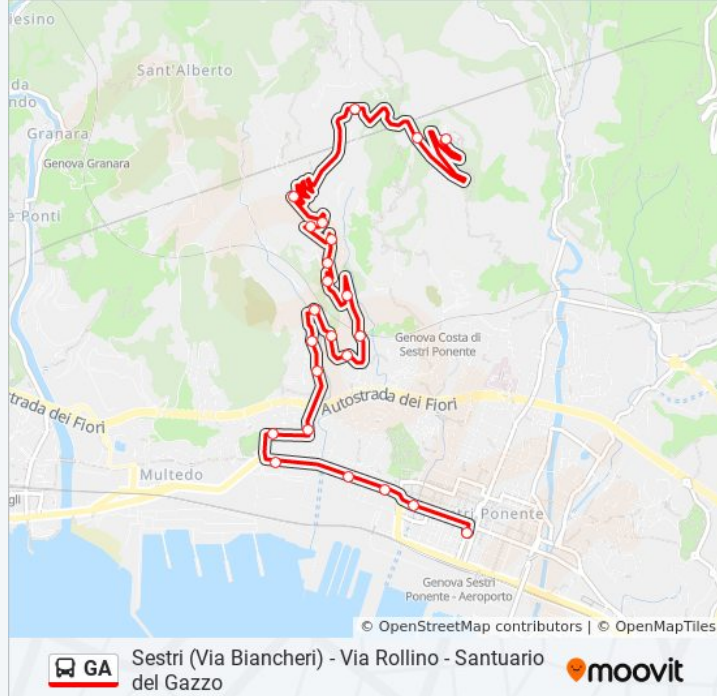 iesino
Sant'Alberto
da
ndo
Granara
Genova Granara
e Ponti
Genova Costa di
Sestri Ponente
Autostrada dei Fiori
strada dei Fiori
Multedo
gli
stri Ponente
Genova Sestri
Ponente - Aeroporto
© OpenStreetMap contributors | © OpenMapTiles
GA
Sestri (Via Biancheri) - Via Rollino - Santuario
del Gazzo
moovit